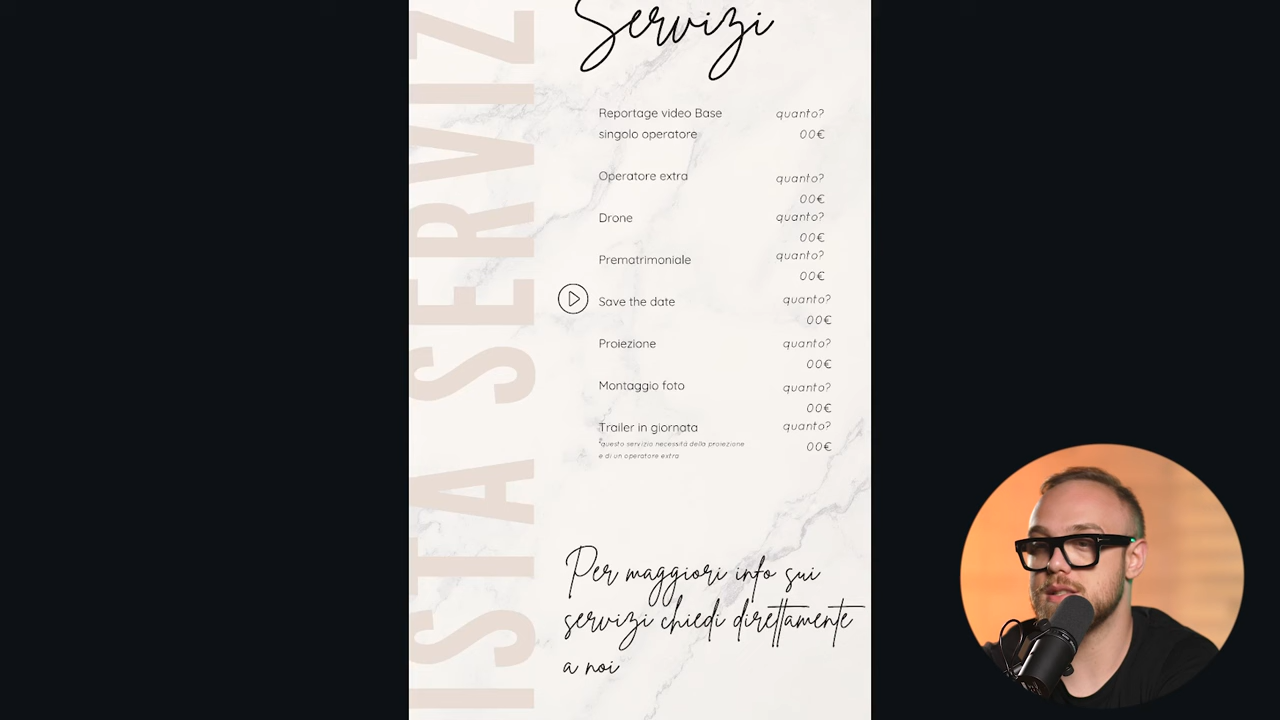 Servizi
ISTA SERVIZ
Reportage video Base quanto?
singolo operatore 00€
Operatore extra quanto?
00€
Drone quanto?
00€
Prematrimoniale quanto?
00€
Save the date quanto?
00€
Proiezione quanto?
00€
Montaggio foto quanto?
00€
Trailer in giornata quanto?
*questo servizio necessità della proiezione 00€
e di un operatore extra
Per maggiori info sui
servizi chiedi direttamente
a noi